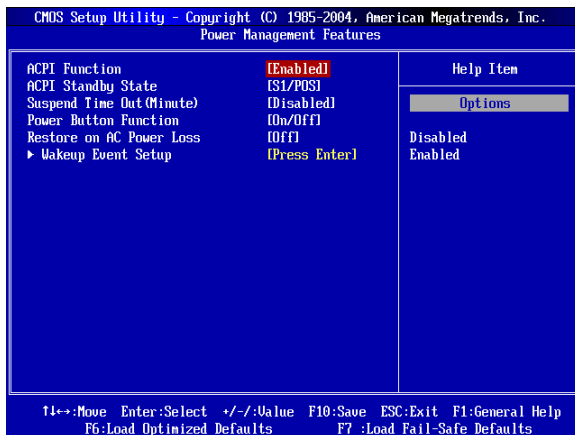 CMOS Setup Utility - Copyright (C) 1985-2004, American Megatrends, Inc.
Power Management Features
ACPI Function [Enabled]
ACPI Standby State [S1/POS]
Suspend Time Out(Minute) [Disabled]
Power Button Function [On/Off]
Restore on AC Power Loss [Off]
▶ Wakeup Event Setup [Press Enter]
Help Item
Options
Disabled
Enabled
↑↓↔:Move Enter:Select +/-/:Value F10:Save ESC:Exit F1:General Help
F6:Load Optimized Defaults F7 :Load Fail-Safe Defaults